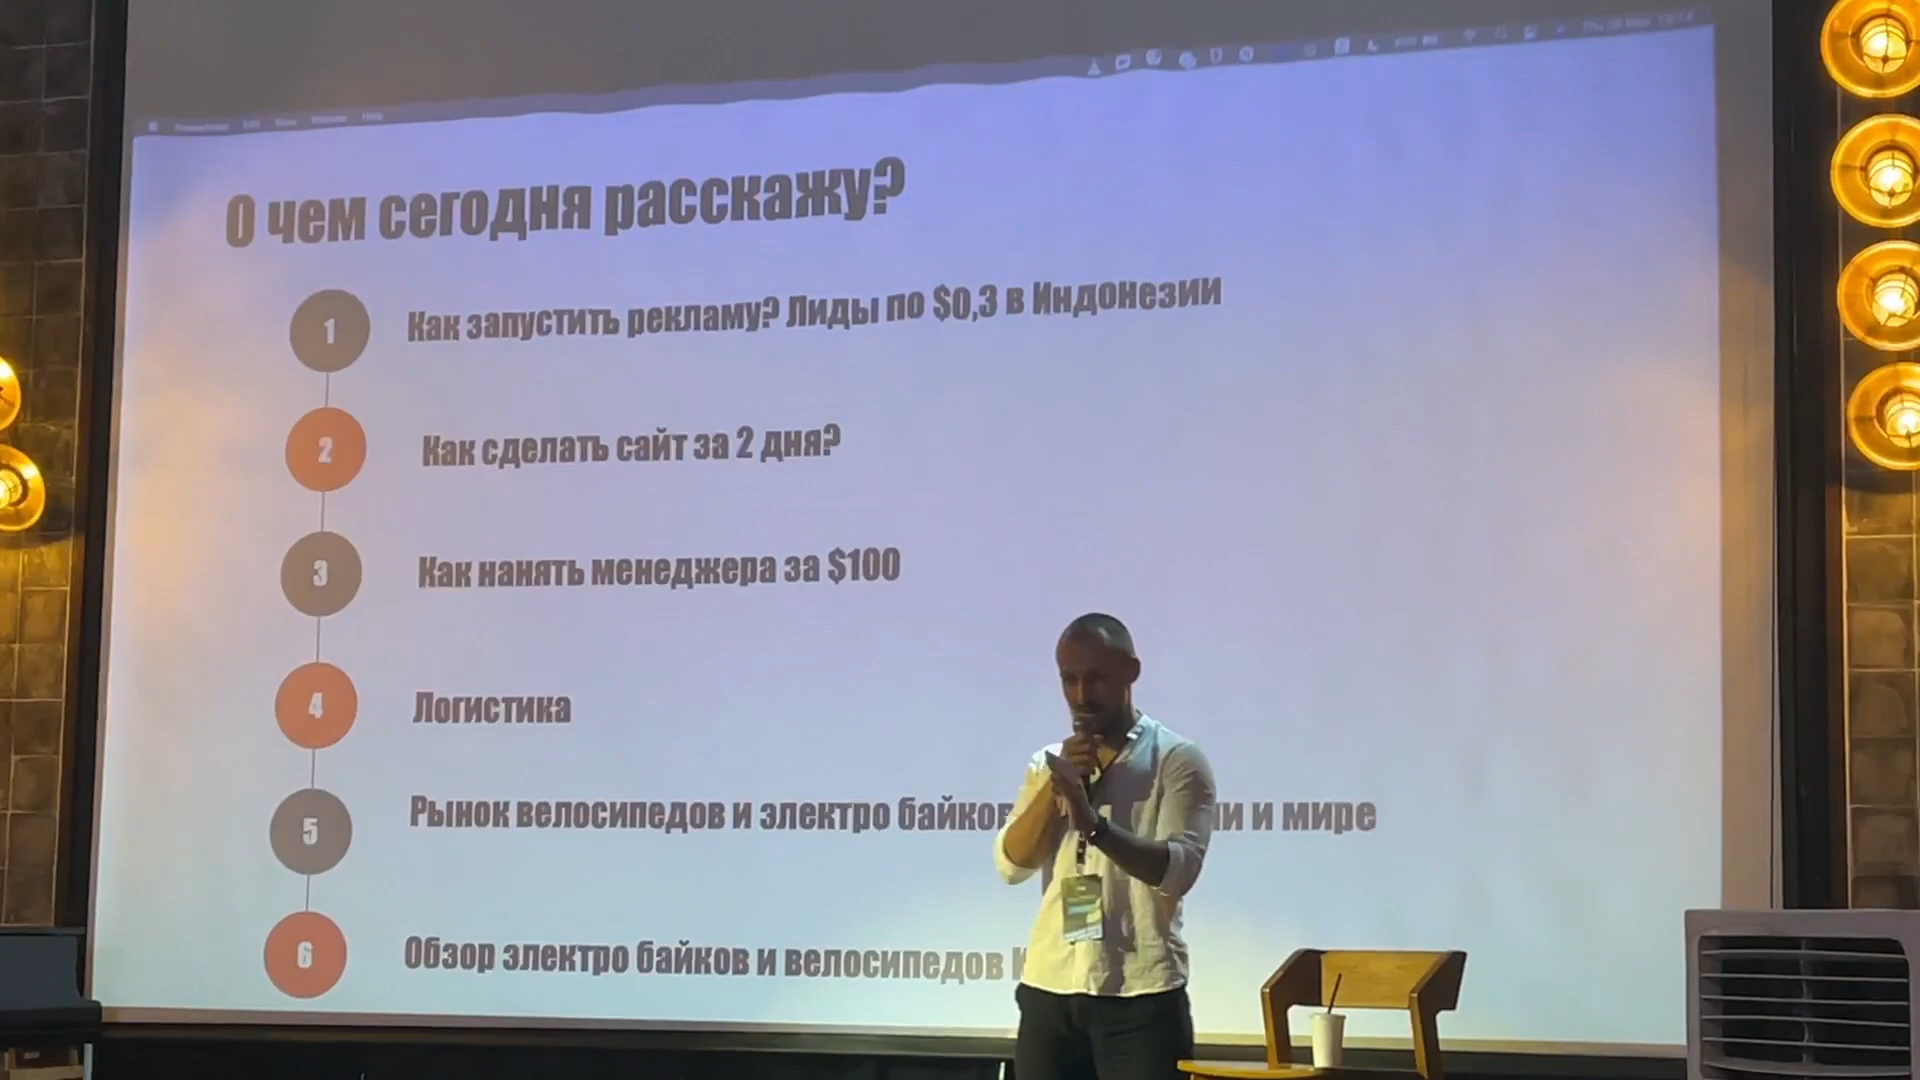 О чем сегодня расскажу?
1 Как запустить рекламу? Лиды по $0,3 в Индонезии
2 Как сделать сайт за 2 дня?
3 Как нанять менеджера за $100
4 Логистика
5 Рынок велосипедов и электро байков и мире
6 Обзор электро байков и велосипедов